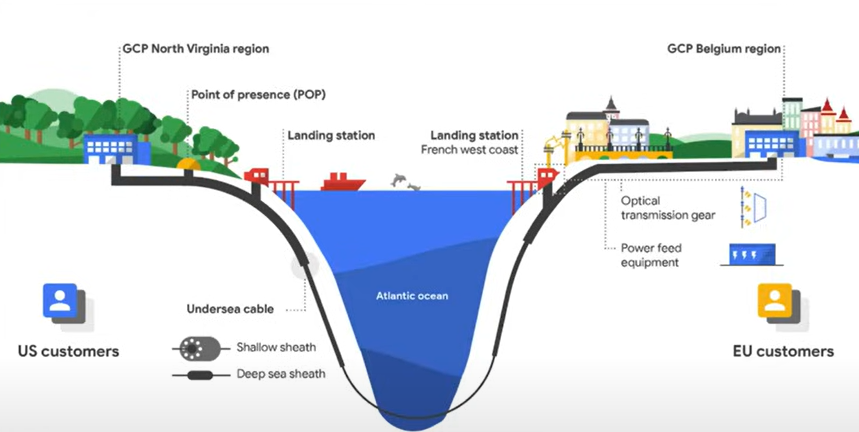 GCP North Virginia region
GCP Belgium region
Point of presence (POP)
Landing station
Landing station
French west coast
Optical
transmission gear
Power feed
equipment
Atlantic ocean
Undersea cable
Shallow sheath
Deep sea sheath
US customers
EU customers